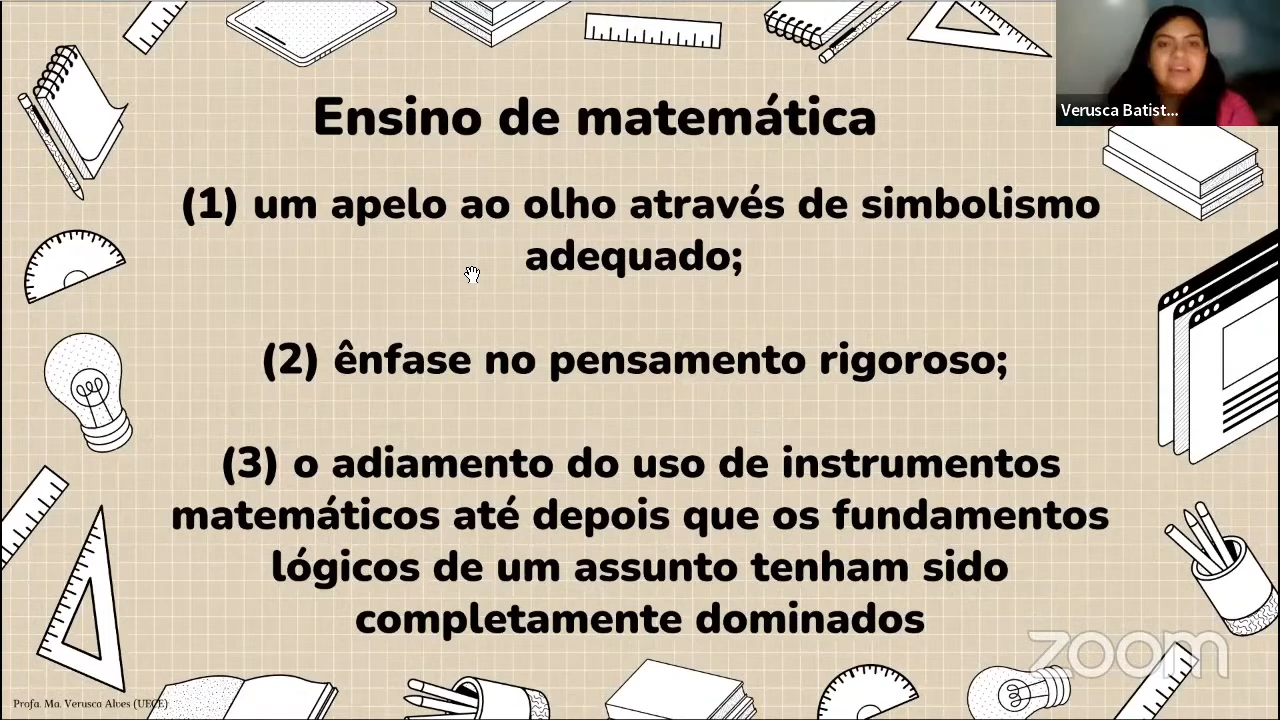 Ensino de matemática
Verusca Batist...
(1) um apelo ao olho através de simbolismo
adequado;
(2) ênfase no pensamento rigoroso;
(3) o adiamento do uso de instrumentos
matemáticos até depois que os fundamentos
lógicos de um assunto tenham sido
completamente dominados
zoom
Profa. Ma. Verusca Alves (UECE)